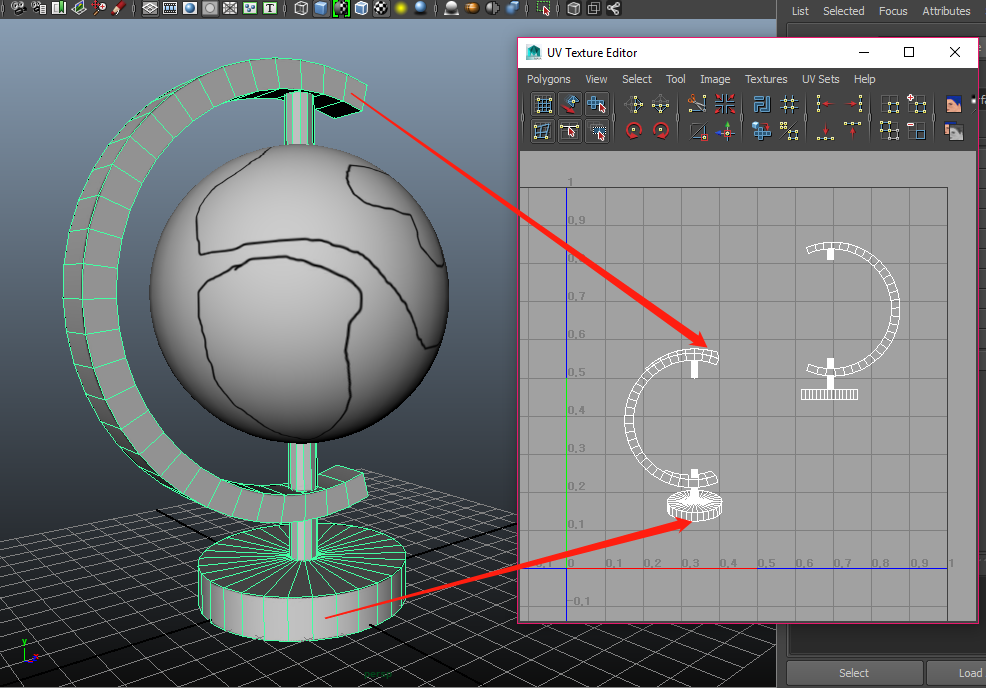 List Selected Focus Attributes
UV Texture Editor
Polygons View Select Tool Image Textures UV Sets Help
T
1
0,9
0,8
0,7
0,6
0,5
0,4
0,3
0,2
0,1
0,1 0 0,1 0,2 0,3 0,4 0,5 0,6 0,7 0,8 0,9 1
-0,1
y
persp
Select Load